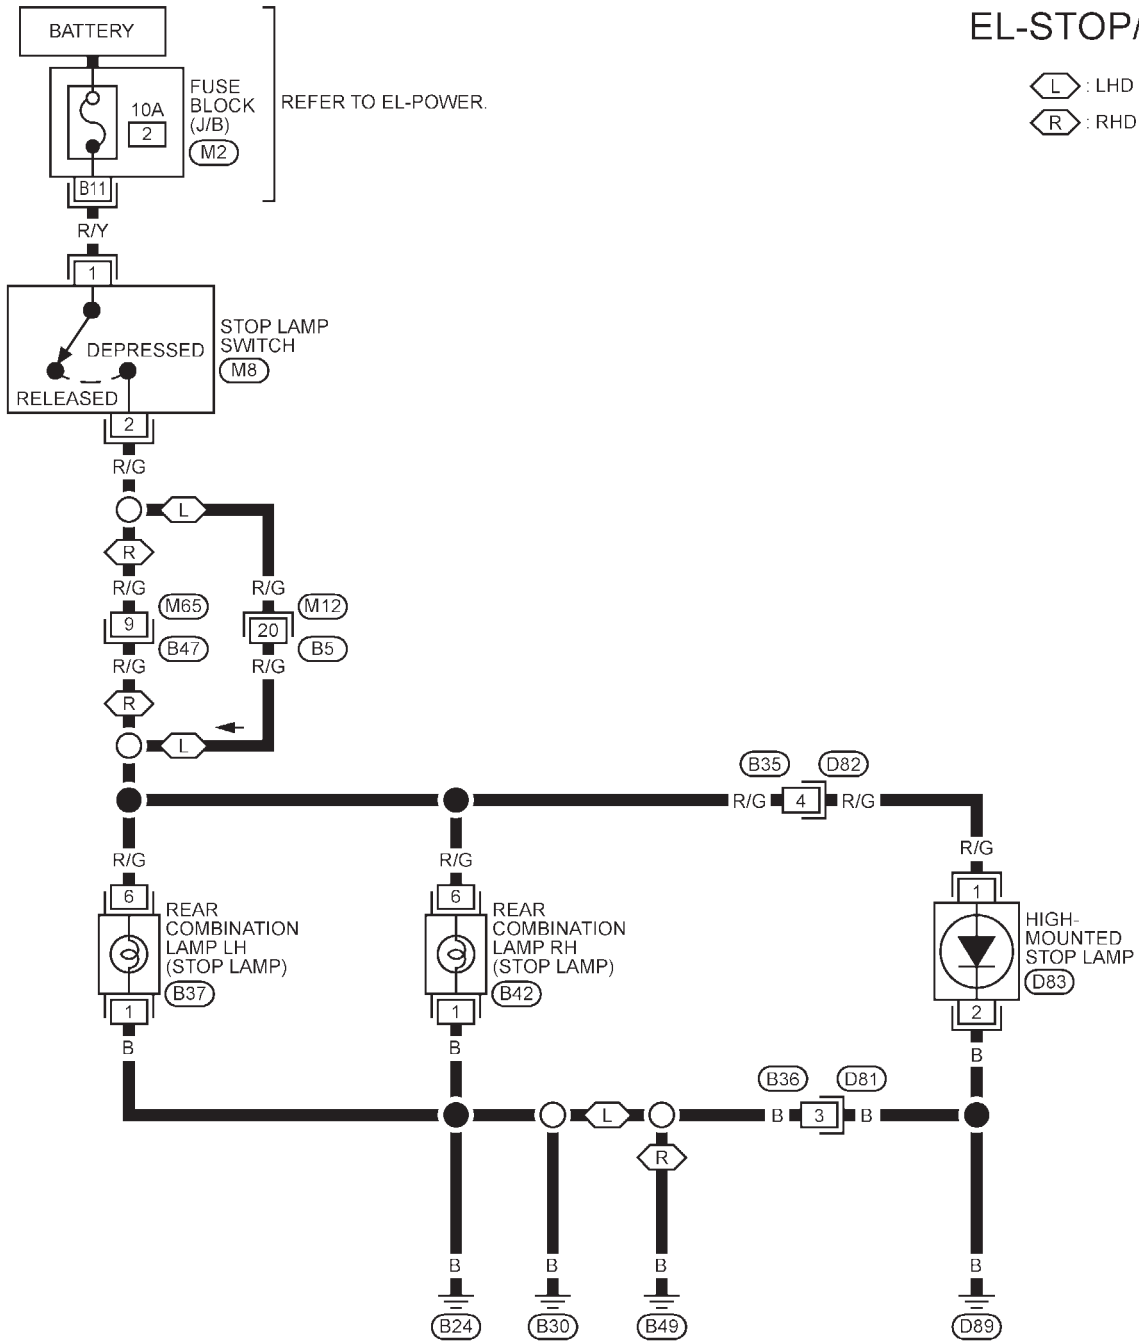 EL-STOP/
L : LHD
R : RHD
BATTERY
10A
2
FUSE
BLOCK
(J/B)
M2
REFER TO EL-POWER.
B11
R/Y
1
STOP LAMP
SWITCH
M8
DEPRESSED
RELEASED
2
R/G
L
R
R/G
R/G
9
M65
B47
20
M12
B5
R/G
R/G
R
L
B35
D82
R/G
4
R/G
R/G
R/G
R/G
6
REAR
COMBINATION
LAMP LH
(STOP LAMP)
B37
1
B
6
REAR
COMBINATION
LAMP RH
(STOP LAMP)
B42
1
B
1
HIGH-
MOUNTED
STOP LAMP
D83
2
B
B36
D81
L
B
3
B
R
B
B
B
B
B24
B30
B49
D89